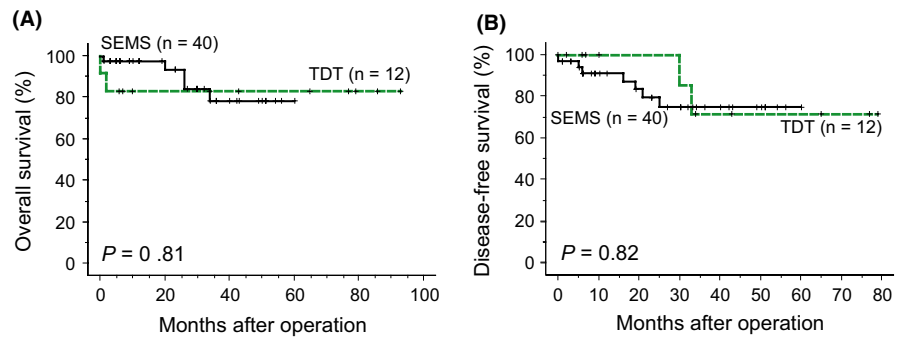 (A)
SEMS (n = 40)
TDT (n = 12)
Overall survival (%)
100
80
60
40
20
0
P = 0 .81
0 20 40 60 80 100
Months after operation
(B)
SEMS (n = 40)
TDT (n = 12)
Disease-free survival (%)
100
80
60
40
20
0
P = 0.82
0 10 20 30 40 50 60 70 80
Months after operation